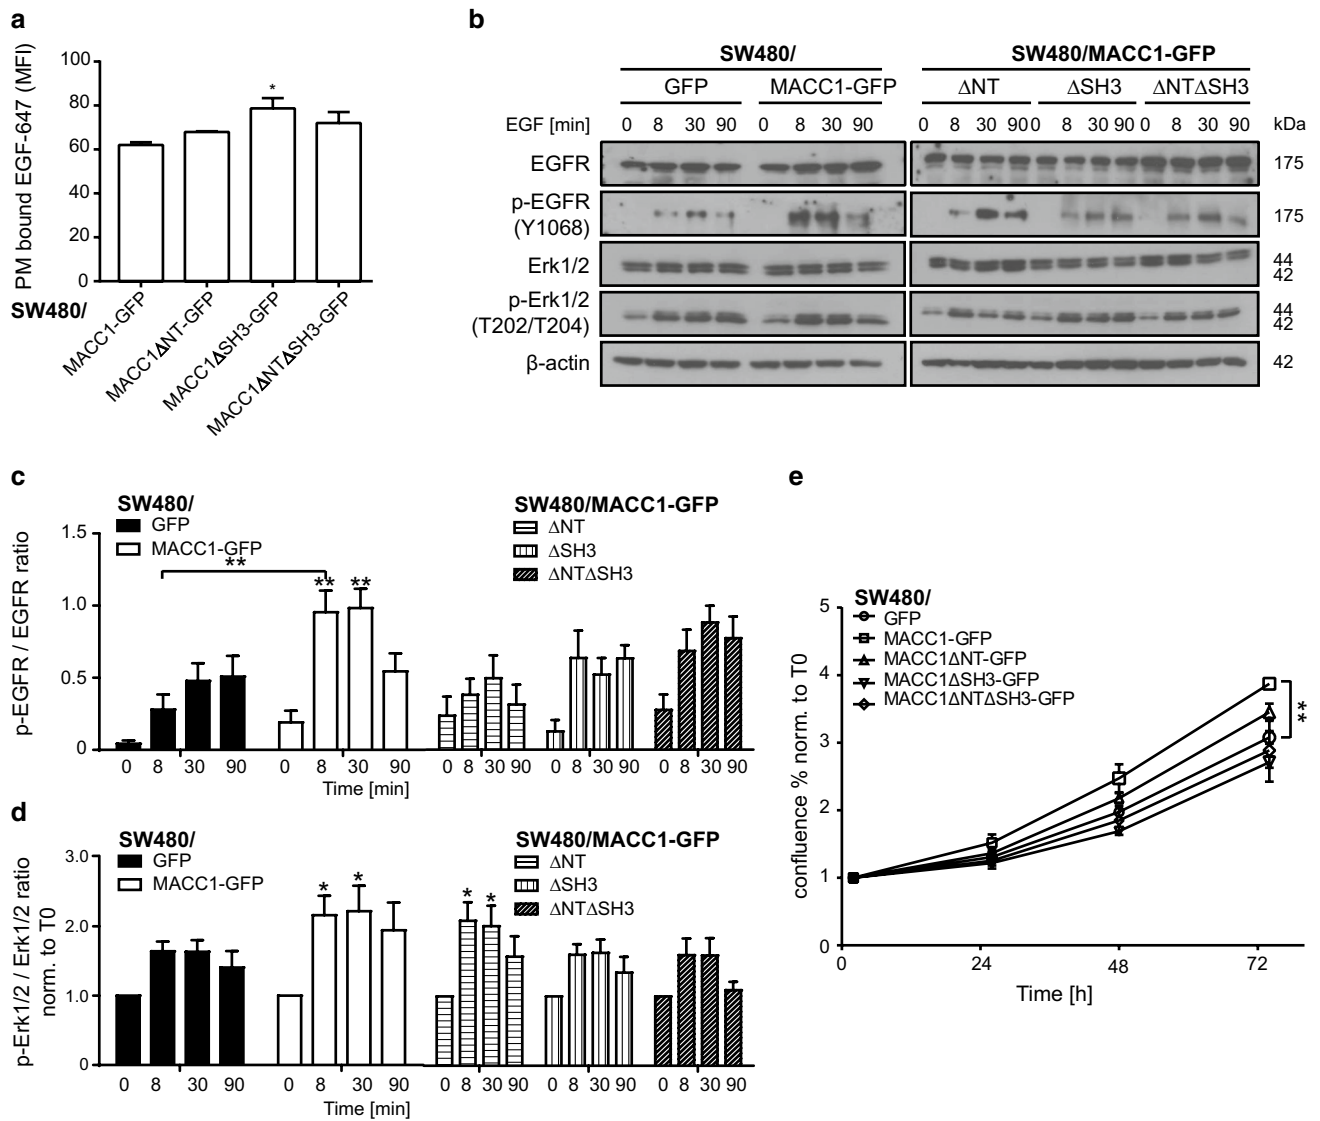 a
PM bound EGF-647 (MFI)
100
80
60
40
20
0
*
SW480/
MACC1-GFP
MACC1ΔNT-GFP
MACC1ΔSH3-GFP
MACC1ΔNTΔSH3-GFP
b
SW480/ SW480/MACC1-GFP
GFP MACC1-GFP ΔNT ΔSH3 ΔNTΔSH3
EGF [min] 0 8 30 90 0 8 30 90 0 8 30 90 0 8 30 90 0 8 30 90 kDa
EGFR 175
p-EGFR
(Y1068) 175
Erk1/2 44
42
p-Erk1/2
(T202/T204) 44
42
β-actin 42
c
SW480/
GFP
MACC1-GFP
SW480/MACC1-GFP
ΔNT
ΔSH3
ΔNTΔSH3
p-EGFR / EGFR ratio
1.5
1.0
0.5
0
**
** **
0 8 30 90 0 8 30 90 0 8 30 90 0 8 30 90 0 8 30 90
Time [min]
d
SW480/
GFP
MACC1-GFP
SW480/MACC1-GFP
ΔNT
ΔSH3
ΔNTΔSH3
p-Erk1/2 / Erk1/2 ratio
norm. to T0
3.0
2.0
1.0
0
* * * *
0 8 30 90 0 8 30 90 0 8 30 90 0 8 30 90 0 8 30 90
Time [min]
e
SW480/
GFP
MACC1-GFP
MACC1ΔNT-GFP
MACC1ΔSH3-GFP
MACC1ΔNTΔSH3-GFP
confluence % norm. to T0
5
4
3
2
1
0
**
0 24 48 72
Time [h]